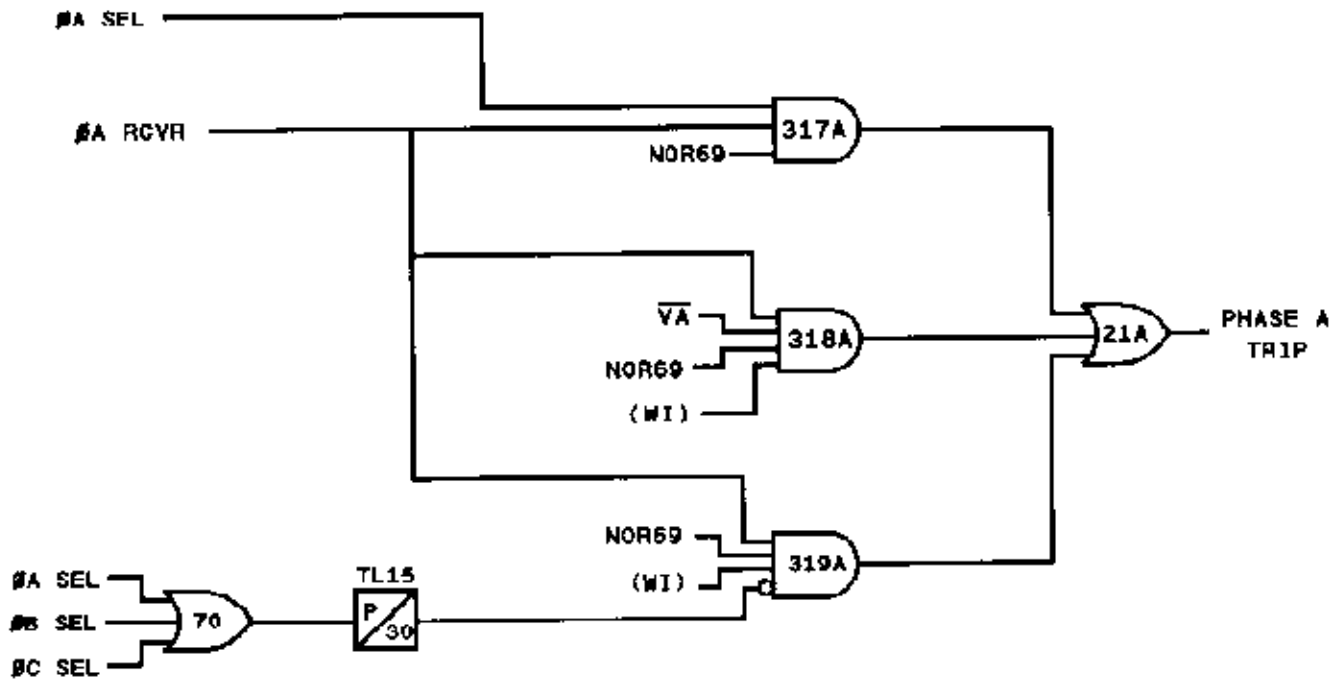 ØA SEL
ØA RCVR
317A
NOR69
VA
318A
NOR69
(WI)
21A
PHASE A
TRIP
NOR69
(WI)
319A
ØA SEL
ØB SEL
ØC SEL
70
TL15
P/30